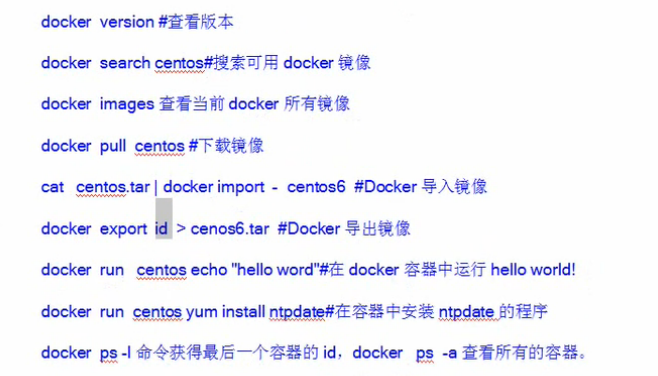 docker version #查看版本
docker search centos#搜索可用 docker 镜像
docker images 查看当前 docker 所有镜像
docker pull centos #下载镜像
cat centos.tar | docker import - centos6 #Docker 导入镜像
docker export id > cenos6.tar #Docker 导出镜像
docker run centos echo "hello word"#在 docker 容器中运行 hello world!
docker run centos yum install ntpdate#在容器中安装 ntpdate 的程序
docker ps -l 命令获得最后一个容器的 id，docker ps -a 查看所有的容器。